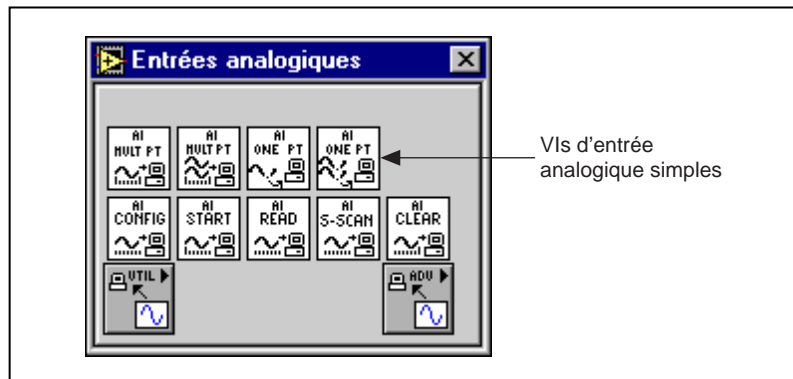 Entrées analogiques
AI MULT PT
AI MULT PT
AI ONE PT
AI ONE PT
VIs d'entrée
analogique simples
AI CONFIG
AI START
AI READ
AI S-SCAN
AI CLEAR
UTIL
ADV